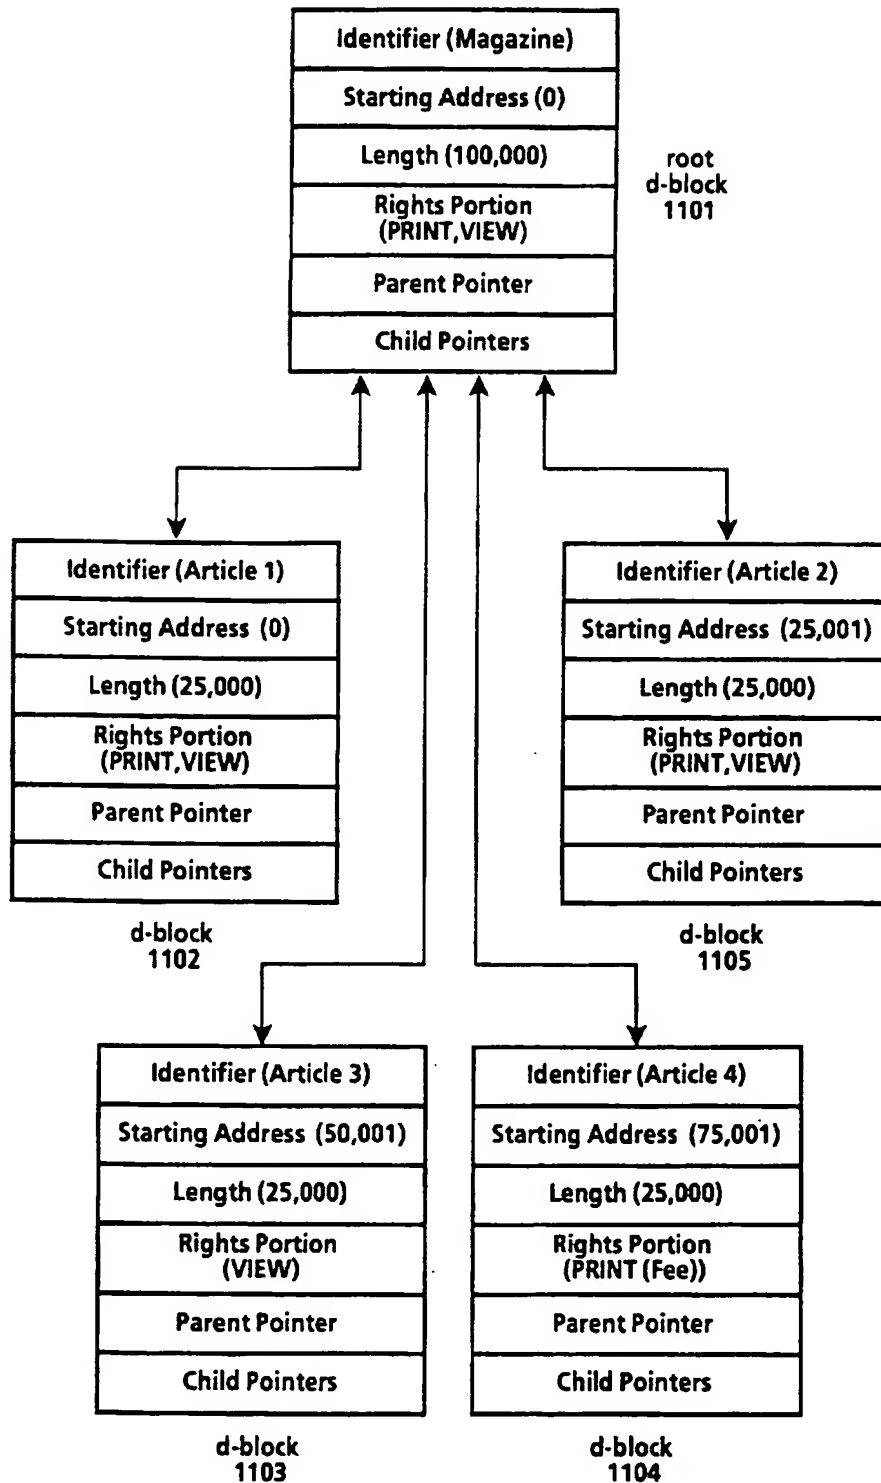 Identifier (Magazine)
Starting Address (0)
Length (100,000)
Rights Portion
(PRINT,VIEW)
Parent Pointer
Child Pointers
root
d-block
1101
Identifier (Article 1)
Starting Address (0)
Length (25,000)
Rights Portion
(PRINT,VIEW)
Parent Pointer
Child Pointers
d-block
1102
Identifier (Article 2)
Starting Address (25,001)
Length (25,000)
Rights Portion
(PRINT,VIEW)
Parent Pointer
Child Pointers
d-block
1105
Identifier (Article 3)
Starting Address (50,001)
Length (25,000)
Rights Portion
(VIEW)
Parent Pointer
Child Pointers
d-block
1103
Identifier (Article 4)
Starting Address (75,001)
Length (25,000)
Rights Portion
(PRINT (Fee))
Parent Pointer
Child Pointers
d-block
1104